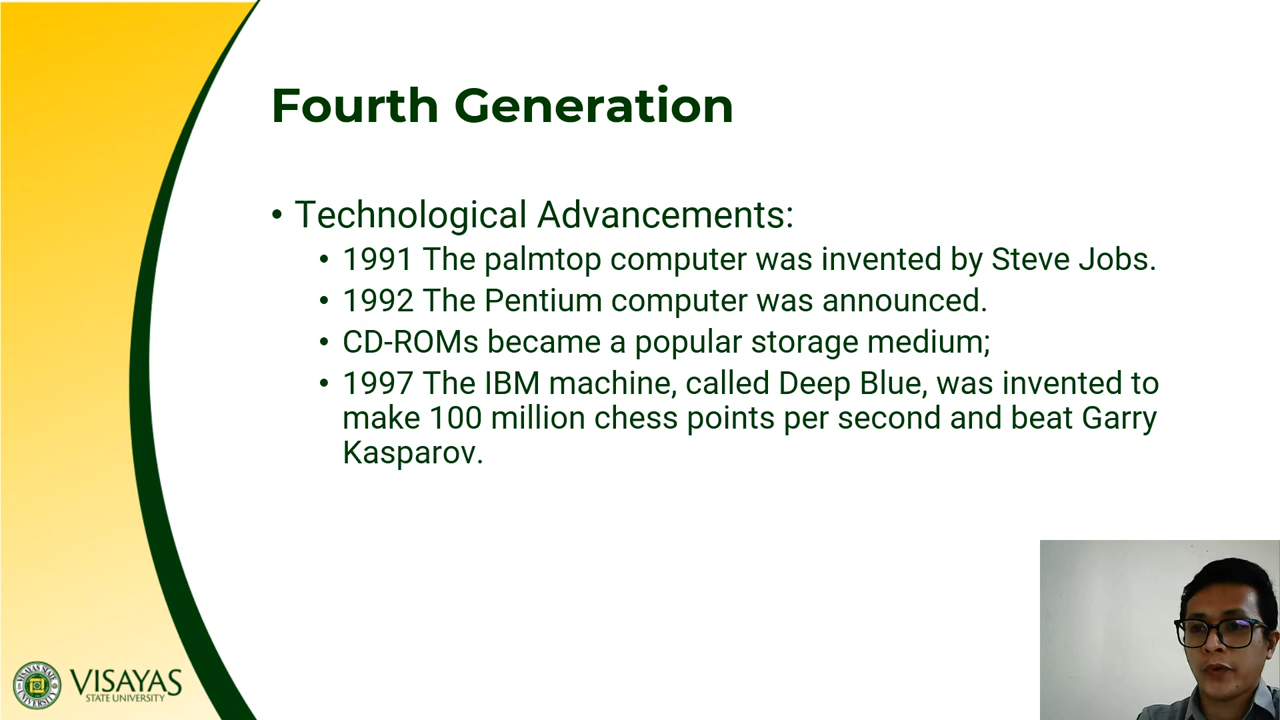 Fourth Generation
• Technological Advancements:
• 1991 The palmtop computer was invented by Steve Jobs.
• 1992 The Pentium computer was announced.
• CD-ROMs became a popular storage medium;
• 1997 The IBM machine, called Deep Blue, was invented to
make 100 million chess points per second and beat Garry
Kasparov.
VISAYAS
STATE UNIVERSITY